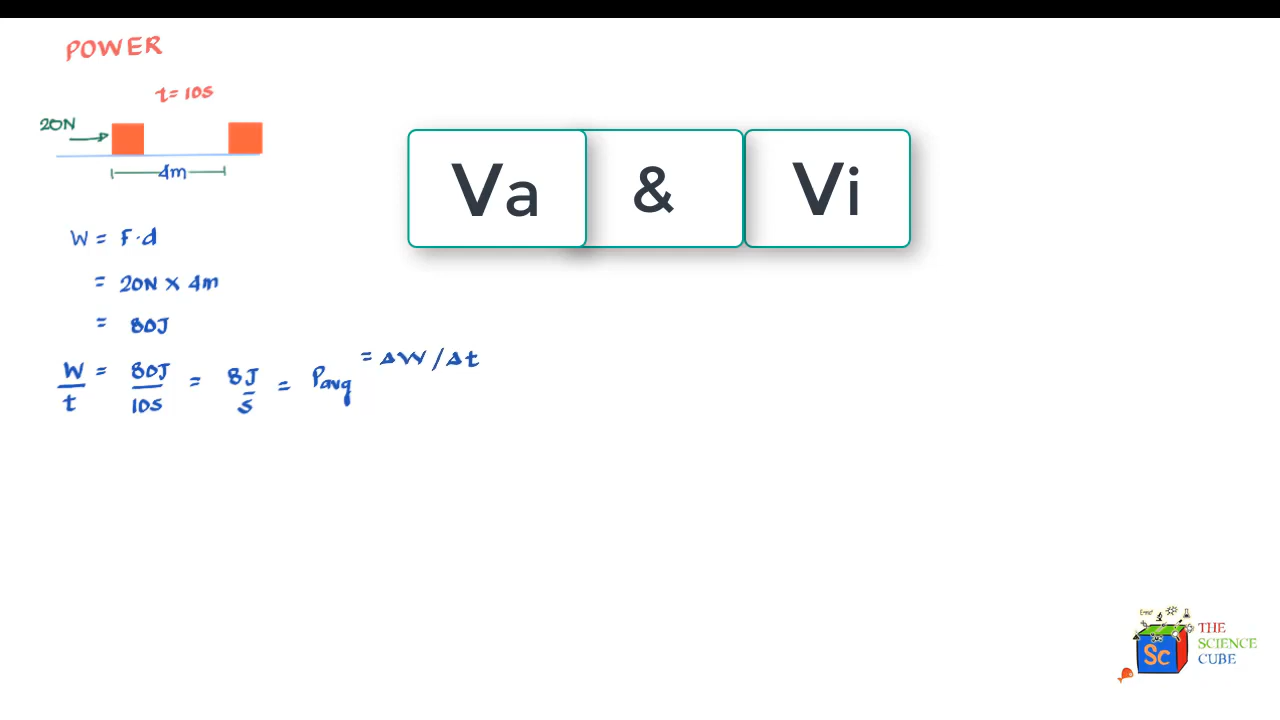 POWER
t = 10s
20N
4m
Va & Vi
W = F·d
= 20N × 4m
= 80J
W/t = 80J/10s = 8J/s = Pavg = ΔW/Δt
Sc
THE
SCIENCE
CUBE